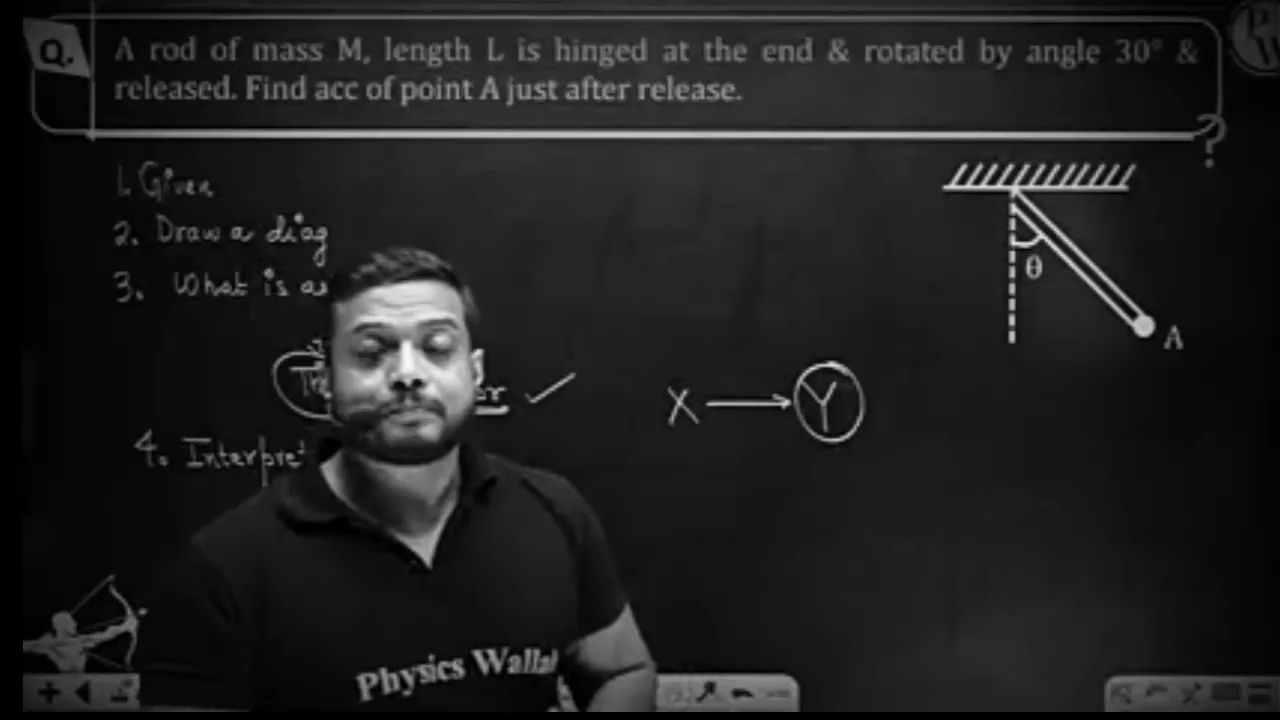 Q. A rod of mass M, length L is hinged at the end & rotated by angle 30° &
released. Find acc of point A just after release.
?
1. Given
2. Draw a diag
3. What is as
θ
A
X → Y
4. Interpret
Physics Walla